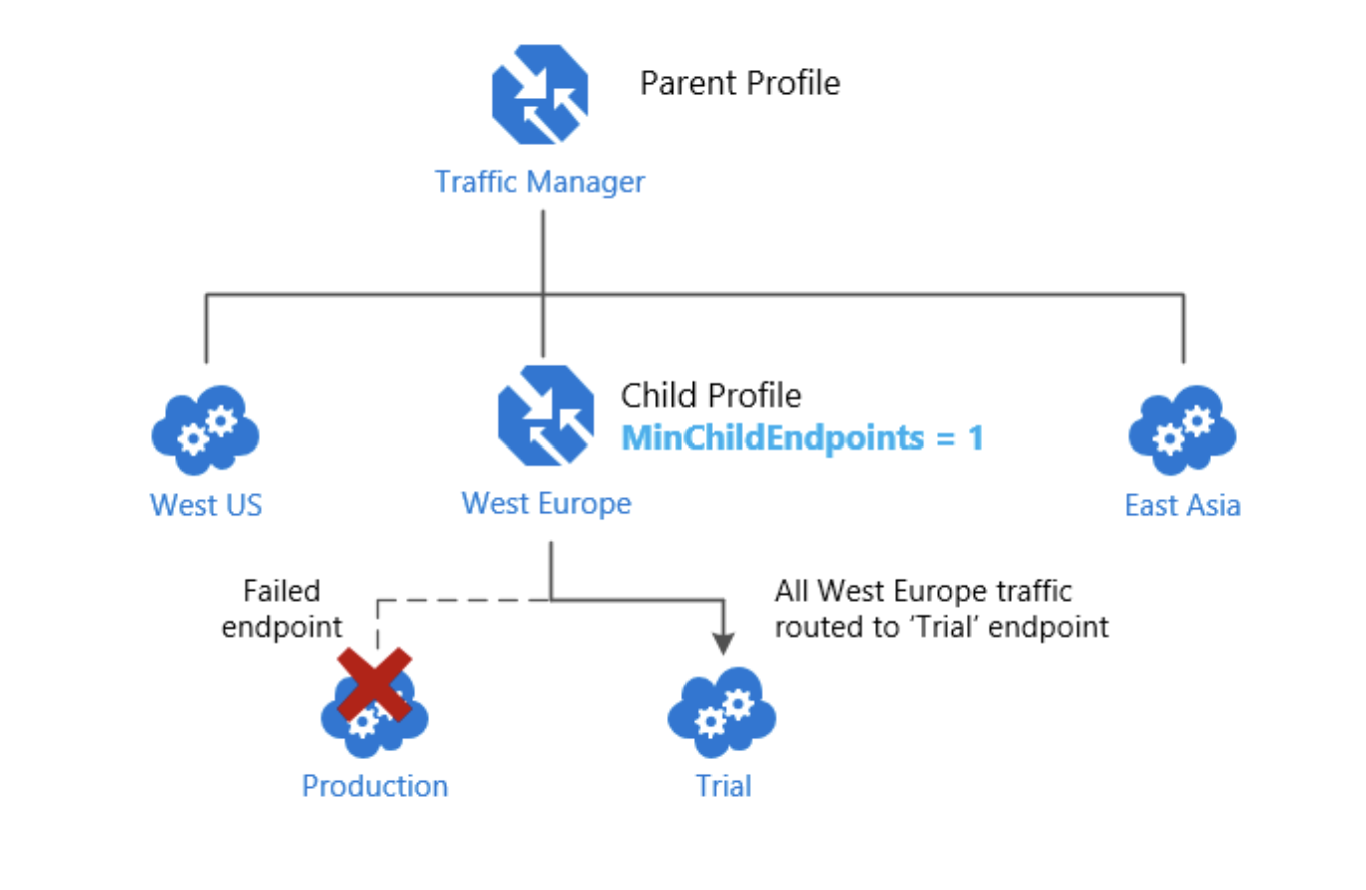 Parent Profile
Traffic Manager
Child Profile
MinChildEndpoints = 1
West US
West Europe
East Asia
Failed
endpoint
All West Europe traffic
routed to ‘Trial’ endpoint
Production
Trial